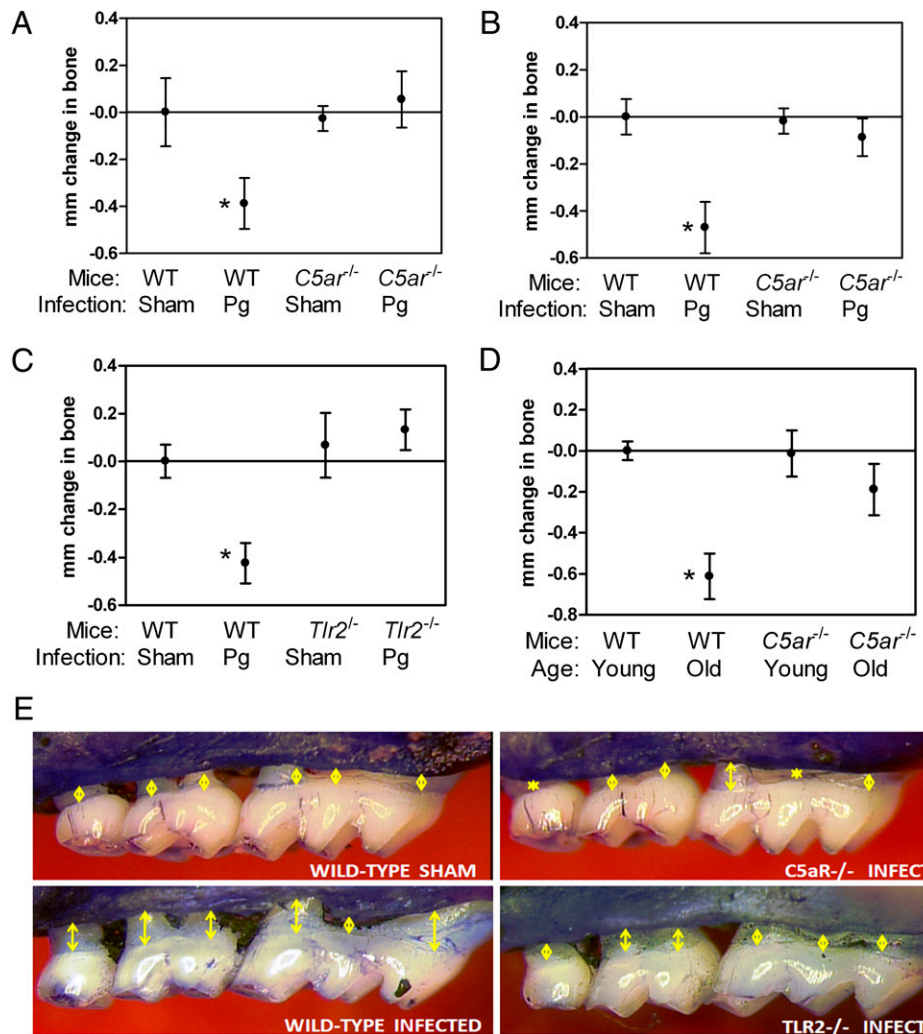 A
mm change in bone
0.4
0.2
-0.0
-0.2
-0.4
-0.6
Mice: WT WT C5ar-/- C5ar-/-
Infection: Sham Pg Sham Pg
*
B
mm change in bone
0.4
0.2
-0.0
-0.2
-0.4
-0.6
Mice: WT WT C5ar-/- C5ar-/-
Infection: Sham Pg Sham Pg
*
C
mm change in bone
0.4
0.2
-0.0
-0.2
-0.4
-0.6
Mice: WT WT Tlr2-/- Tlr2-/-
Infection: Sham Pg Sham Pg
*
D
mm change in bone
0.4
0.2
-0.0
-0.2
-0.4
-0.6
-0.8
Mice: WT WT C5ar-/- C5ar-/-
Age: Young Old Young Old
*
E
WILD-TYPE SHAM
C5aR-/- INFECT
WILD-TYPE INFECTED
TLR2-/- INFECT